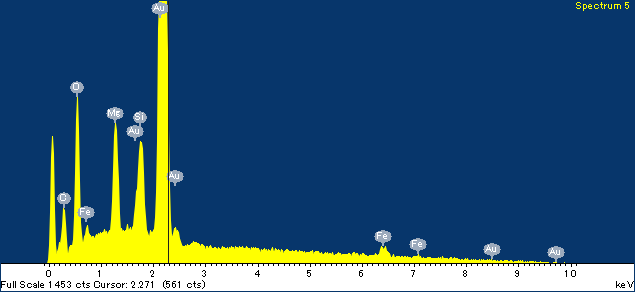 Spectrum 5
Au
O
Mg
Si
Au
Au
C
Fe
Fe
Fe
Au
Au
0 1 2 3 4 5 6 7 8 9 10
Full Scale 1453 cts Cursor: 2.271 (561 cts) keV